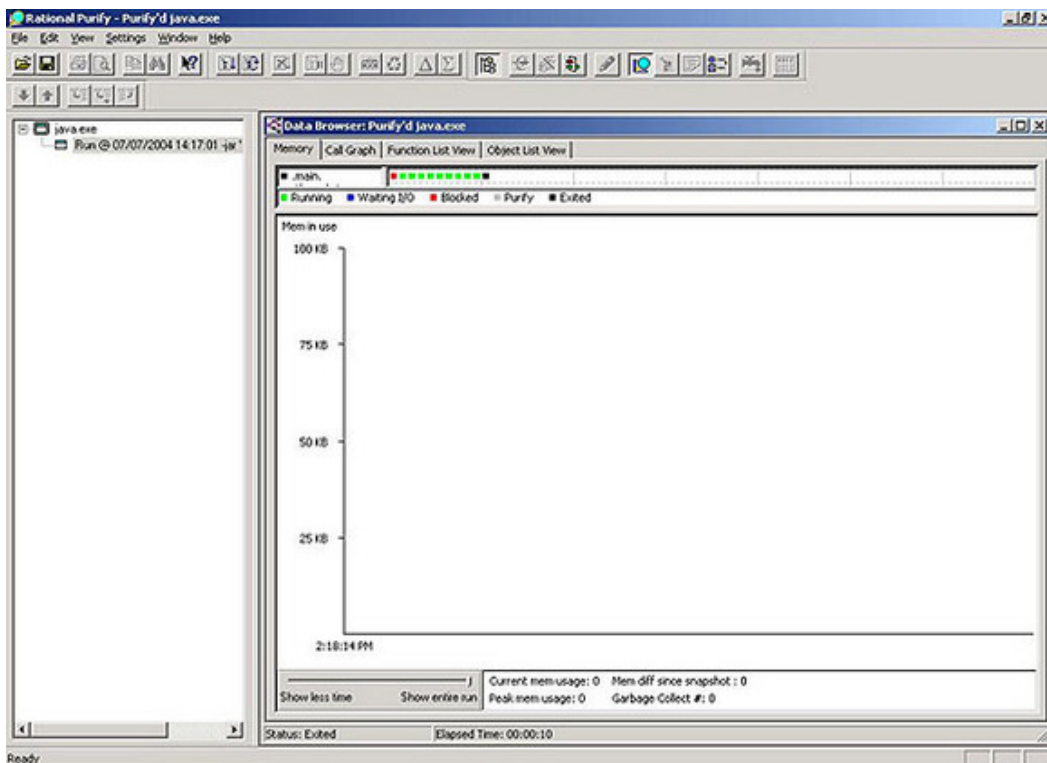 Rational Purify - Purify'd java.exe
File Edit View Settings Window Help
java.exe
Run @ 07/07/2004 14:17:01 -jar "
Data Browser: Purify'd java.exe
Memory Call Graph Function List View Object List View
.main.
Running Waiting I/O Blocked Purify Exited
Mem in use
100 KB
75 KB
50 KB
25 KB
2:18:14 PM
Show less time Show entire run
Current mem usage: 0 Mem diff since snapshot : 0
Peak mem usage: 0 Garbage Collect #: 0
Status: Exited Elapsed Time: 00:00:10
Ready